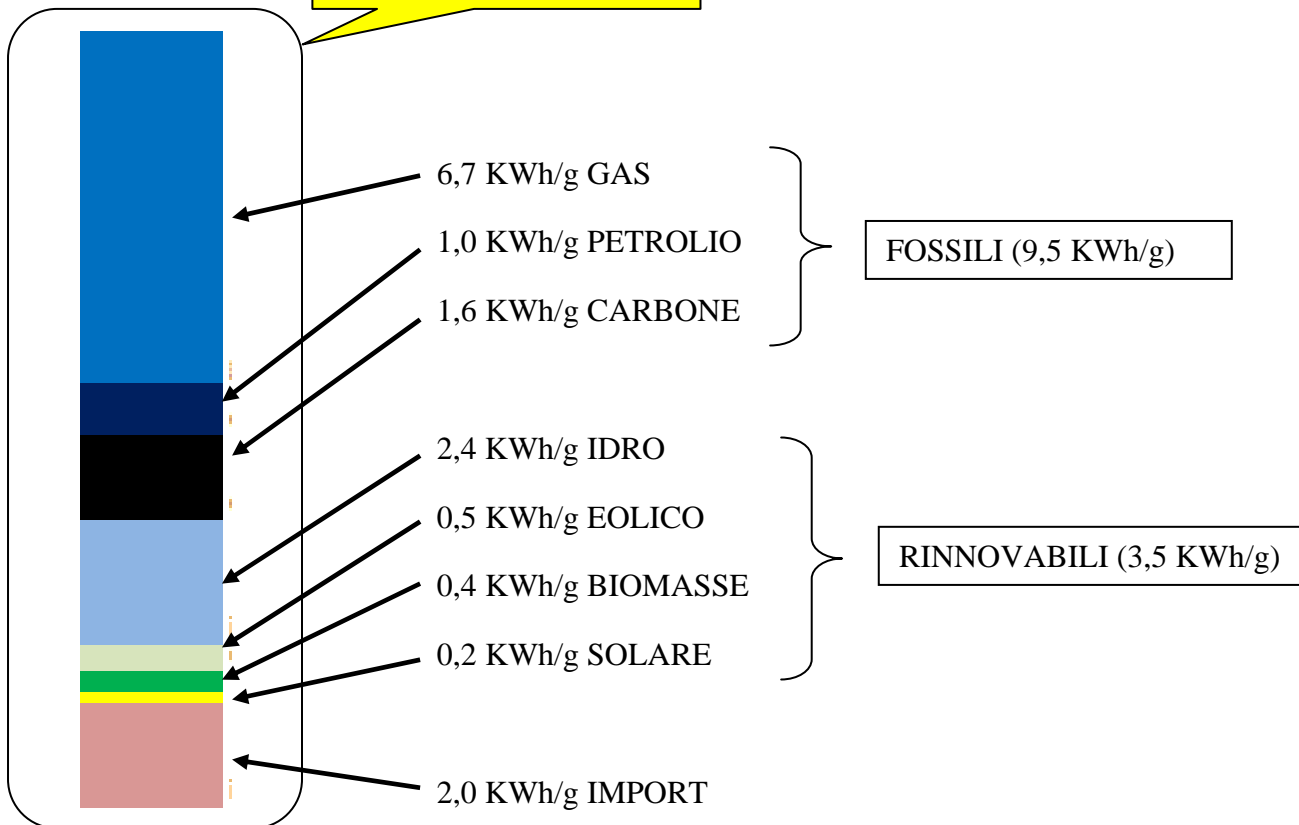 6,7 KWh/g GAS
1,0 KWh/g PETROLIO
1,6 KWh/g CARBONE
FOSSILI (9,5 KWh/g)
2,4 KWh/g IDRO
0,5 KWh/g EOLICO
0,4 KWh/g BIOMASSE
0,2 KWh/g SOLARE
RINNOVABILI (3,5 KWh/g)
2,0 KWh/g IMPORT